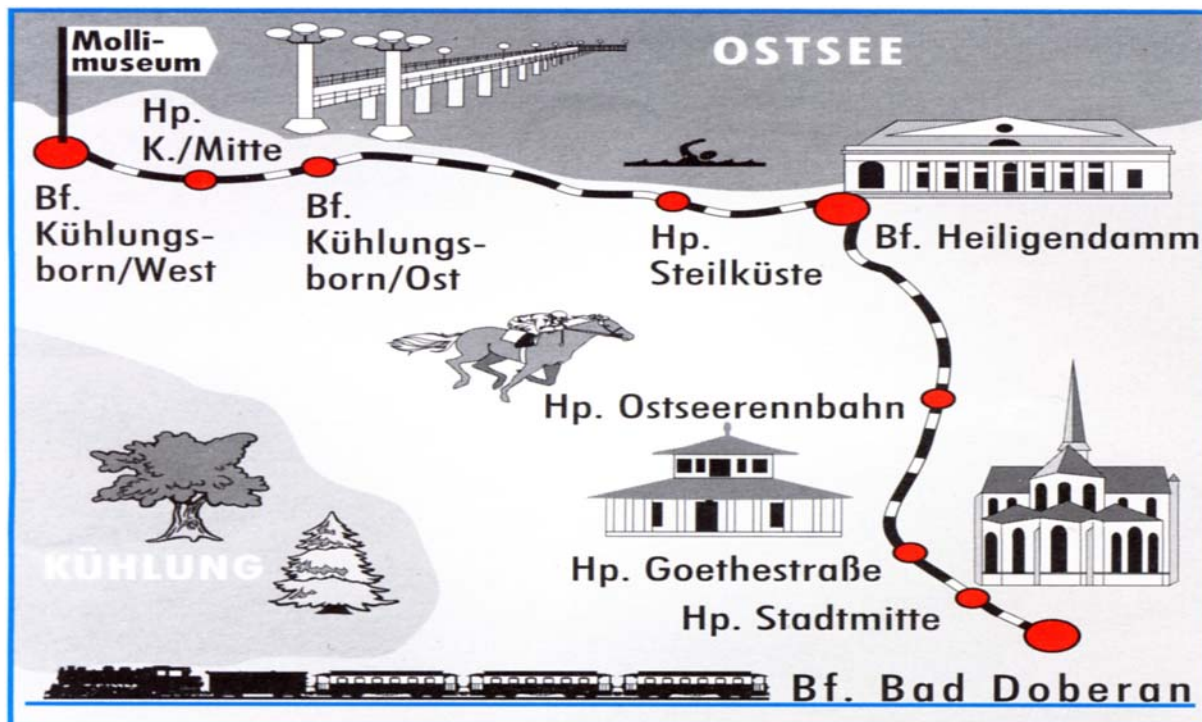 Molli-
museum
OSTSEE
Hp.
K./Mitte
Bf.
Kühlungs-
born/West
Bf.
Kühlungs-
born/Ost
Hp.
Steilküste
Bf. Heiligendamm
Hp. Ostseerennbahn
KÜHLUNG
Hp. Goethestraße
Hp. Stadtmitte
Bf. Bad Doberan